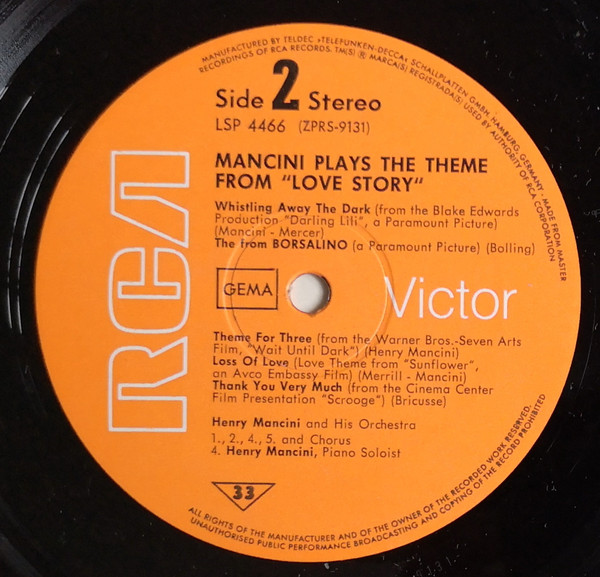 MANUFACTURED BY TELDEC »TELEFUNKEN-DECCA« SCHALLPLATTEN GMBH, HAMBURG, GERMANY - MADE FROM MASTER
RECORDINGS OF RCA RECORDS. TM(S) ® MARCA(S) REGISTRADA(S) USED BY AUTHORITY OF RCA CORPORATION
Side 2 Stereo
LSP 4466 (ZPRS-9131)
MANCINI PLAYS THE THEME
FROM "LOVE STORY"
Whistling Away The Dark (from the Blake Edwards
Production "Darling Lili", a Paramount Picture)
(Mancini - Mercer)
The from BORSALINO (a Paramount Picture) (Bolling)
GEMA
RCA
Victor
Theme For Three (from the Warner Bros.-Seven Arts
Film, "Wait Until Dark") (Henry Mancini)
Loss Of Love (Love Theme from "Sunflower",
an Avco Embassy Film) (Merrill - Mancini)
Thank You Very Much (from the Cinema Center
Film Presentation "Scrooge") (Bricusse)
Henry Mancini and His Orchestra
1., 2., 4., 5. and Chorus
4. Henry Mancini, Piano Soloist
33
ALL RIGHTS OF THE MANUFACTURER AND OF THE OWNER OF THE RECORDED WORK RESERVED.
UNAUTHORISED PUBLIC PERFORMANCE BROADCASTING AND COPYING OF THE RECORD PROHIBITED